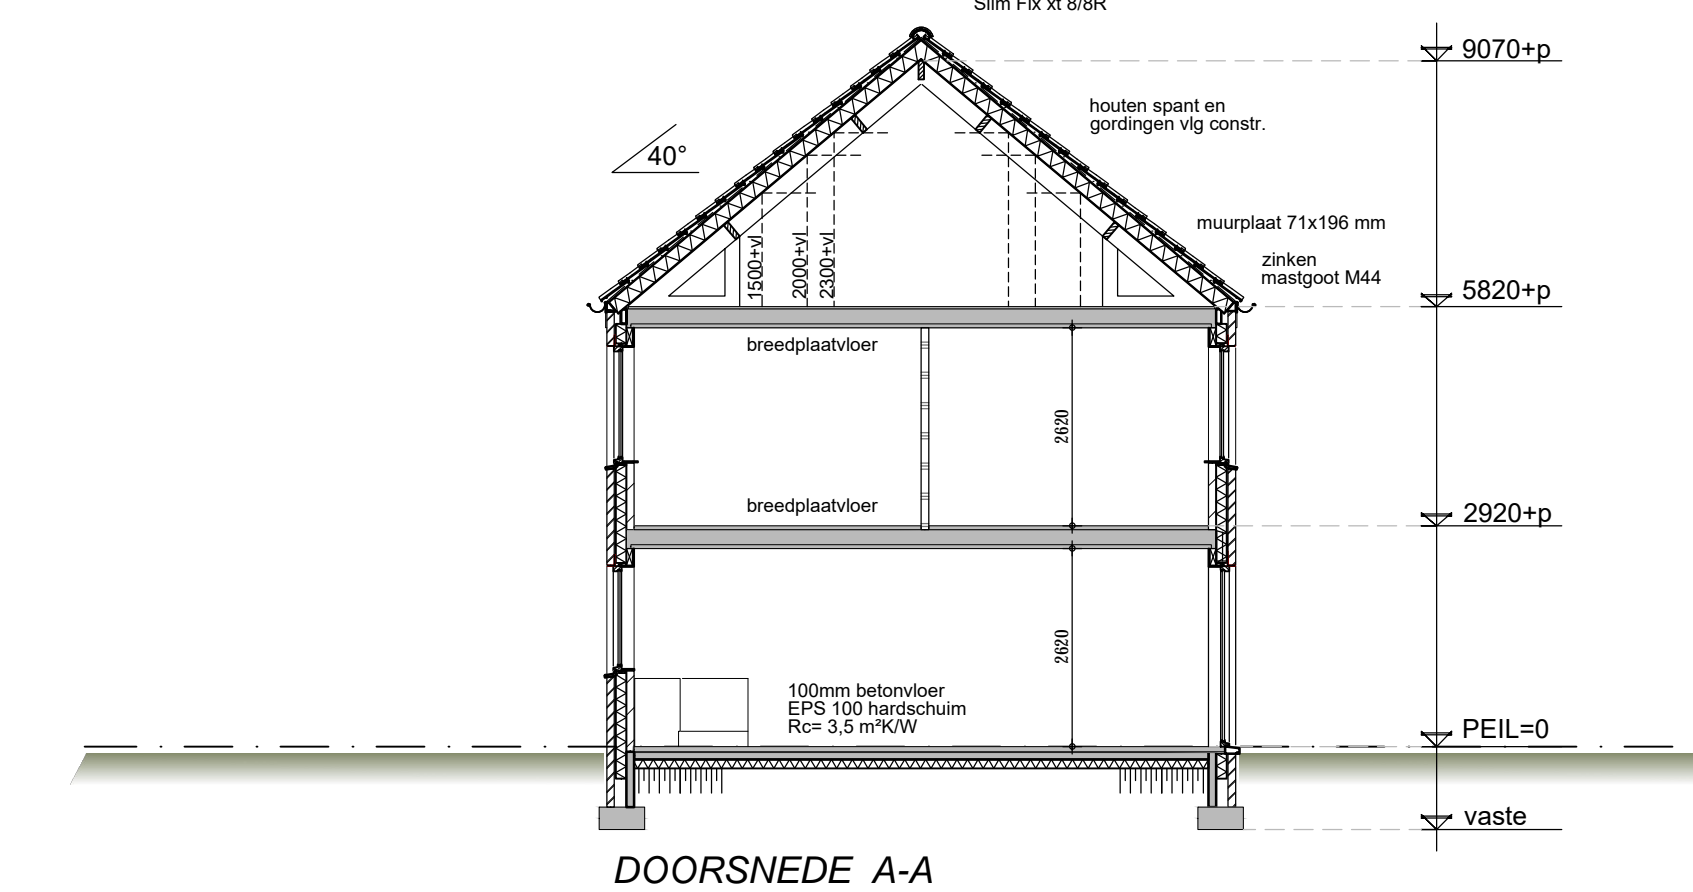 Slim Fix xt 8/8R
9070+p
houten spant en
gordingen vlg constr.
40°
muurplaat 71x196 mm
zinken
mastgoot M44
1500+vl
2000+vl
2300+vl
5820+p
breedplaatvloer
2620
breedplaatvloer
2920+p
2620
100mm betonvloer
EPS 100 hardschuim
Rc= 3,5 m²K/W
PEIL=0
vaste
DOORSNEDE A-A